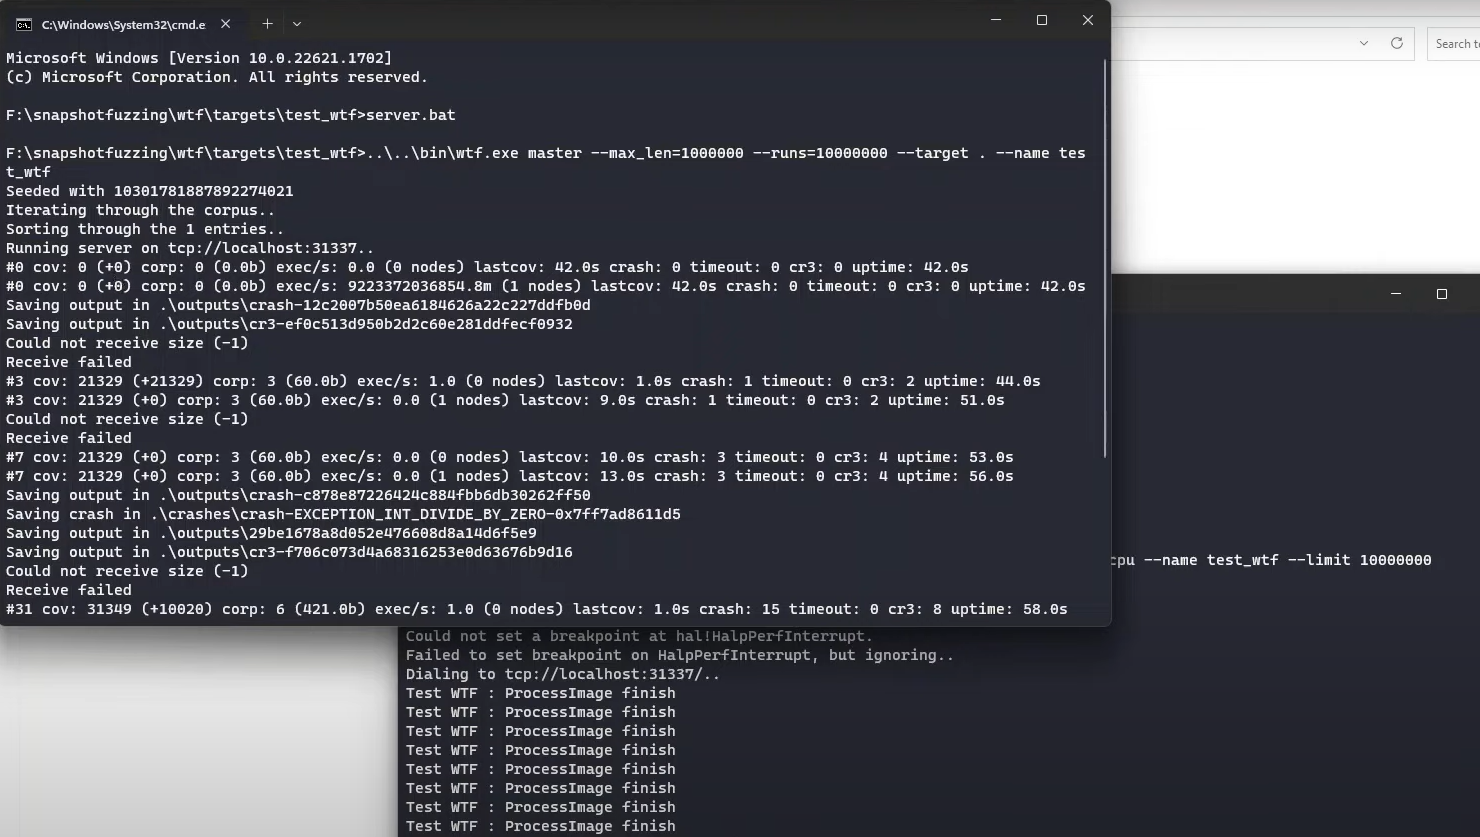 C:\Windows\System32\cmd.e
Search to
Microsoft Windows [Version 10.0.22621.1702]
(c) Microsoft Corporation. All rights reserved.
F:\snapshotfuzzing\wtf\targets\test_wtf>server.bat
F:\snapshotfuzzing\wtf\targets\test_wtf>..\..\bin\wtf.exe master --max_len=1000000 --runs=10000000 --target . --name tes
t_wtf
Seeded with 10301781887892274021
Iterating through the corpus..
Sorting through the 1 entries..
Running server on tcp://localhost:31337..
#0 cov: 0 (+0) corp: 0 (0.0b) exec/s: 0.0 (0 nodes) lastcov: 42.0s crash: 0 timeout: 0 cr3: 0 uptime: 42.0s
#0 cov: 0 (+0) corp: 0 (0.0b) exec/s: 9223372036854.8m (1 nodes) lastcov: 42.0s crash: 0 timeout: 0 cr3: 0 uptime: 42.0s
Saving output in .\outputs\crash-12c2007b50ea6184626a22c227ddfb0d
Saving output in .\outputs\cr3-ef0c513d950b2d2c60e281ddfecf0932
Could not receive size (-1)
Receive failed
#3 cov: 21329 (+21329) corp: 3 (60.0b) exec/s: 1.0 (0 nodes) lastcov: 1.0s crash: 1 timeout: 0 cr3: 2 uptime: 44.0s
#3 cov: 21329 (+0) corp: 3 (60.0b) exec/s: 0.0 (1 nodes) lastcov: 9.0s crash: 1 timeout: 0 cr3: 2 uptime: 51.0s
Could not receive size (-1)
Receive failed
#7 cov: 21329 (+0) corp: 3 (60.0b) exec/s: 0.0 (0 nodes) lastcov: 10.0s crash: 3 timeout: 0 cr3: 4 uptime: 53.0s
#7 cov: 21329 (+0) corp: 3 (60.0b) exec/s: 0.0 (1 nodes) lastcov: 13.0s crash: 3 timeout: 0 cr3: 4 uptime: 56.0s
Saving output in .\outputs\crash-c878e87226424c884fbb6db30262ff50
Saving crash in .\crashes\crash-EXCEPTION_INT_DIVIDE_BY_ZERO-0x7ff7ad8611d5
Saving output in .\outputs\29be1678a8d052e476608d8a14d6f5e9
Saving output in .\outputs\cr3-f706c073d4a68316253e0d63676b9d16
Could not receive size (-1)
Receive failed
#31 cov: 31349 (+10020) corp: 6 (421.0b) exec/s: 1.0 (0 nodes) lastcov: 1.0s crash: 15 timeout: 0 cr3: 8 uptime: 58.0s
cpu --name test_wtf --limit 10000000
Could not set a breakpoint at hal!HalpPerfInterrupt.
Failed to set breakpoint on HalpPerfInterrupt, but ignoring..
Dialing to tcp://localhost:31337/..
Test WTF : ProcessImage finish
Test WTF : ProcessImage finish
Test WTF : ProcessImage finish
Test WTF : ProcessImage finish
Test WTF : ProcessImage finish
Test WTF : ProcessImage finish
Test WTF : ProcessImage finish
Test WTF : ProcessImage finish